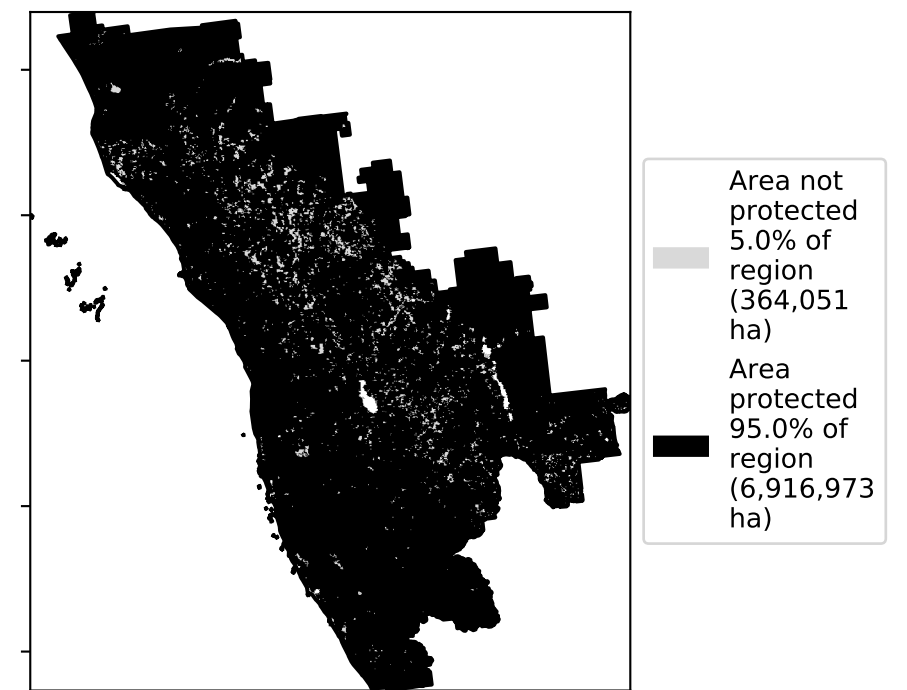 Area not
protected
5.0% of
region
(364,051
ha)
Area
protected
95.0% of
region
(6,916,973
ha)